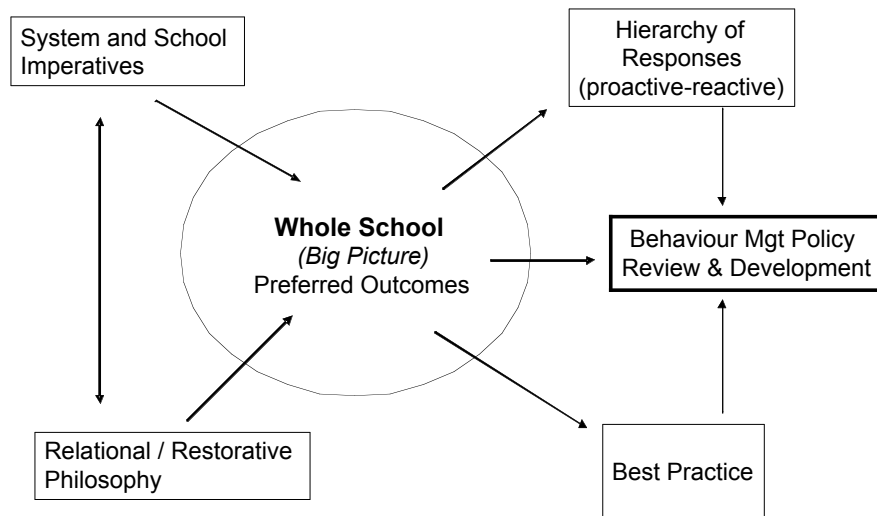 System and School
Imperatives
Hierarchy of
Responses
(proactive-reactive)
Whole School
(Big Picture)
Preferred Outcomes
Behaviour Mgt Policy
Review & Development
Relational / Restorative
Philosophy
Best Practice